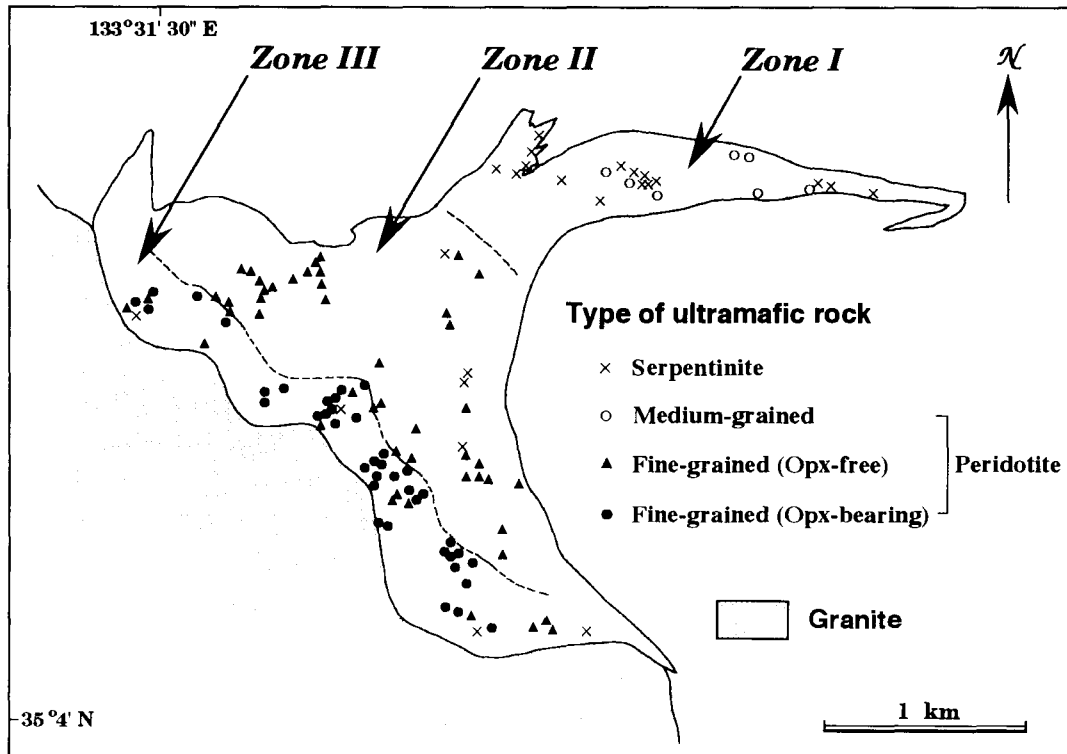 133°31' 30" E
Zone III
Zone II
Zone I
N
Type of ultramafic rock
Serpentinite
Medium-grained
Fine-grained (Opx-free)
Peridotite
Fine-grained (Opx-bearing)
Granite
35°4' N
1 km